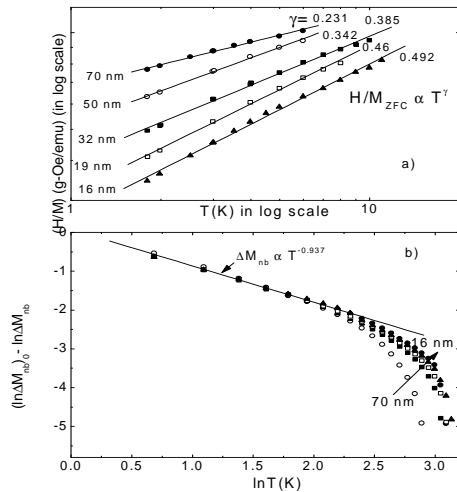 (H/M) (g-Oe/emu) (in log scale)
γ= 0.231
0.342
0.385
0.46
0.492
70 nm
50 nm
32 nm
19 nm
16 nm
H/M_ZFC α T^γ
a)
1
10
T(K) in log scale
b)
ΔM_nb α T^-0.937
(lnΔM_nb)_0 - lnΔM_nb
0
-1
-2
-3
-4
-5
16 nm
70 nm
0.0 0.5 1.0 1.5 2.0 2.5 3.0
lnT(K)